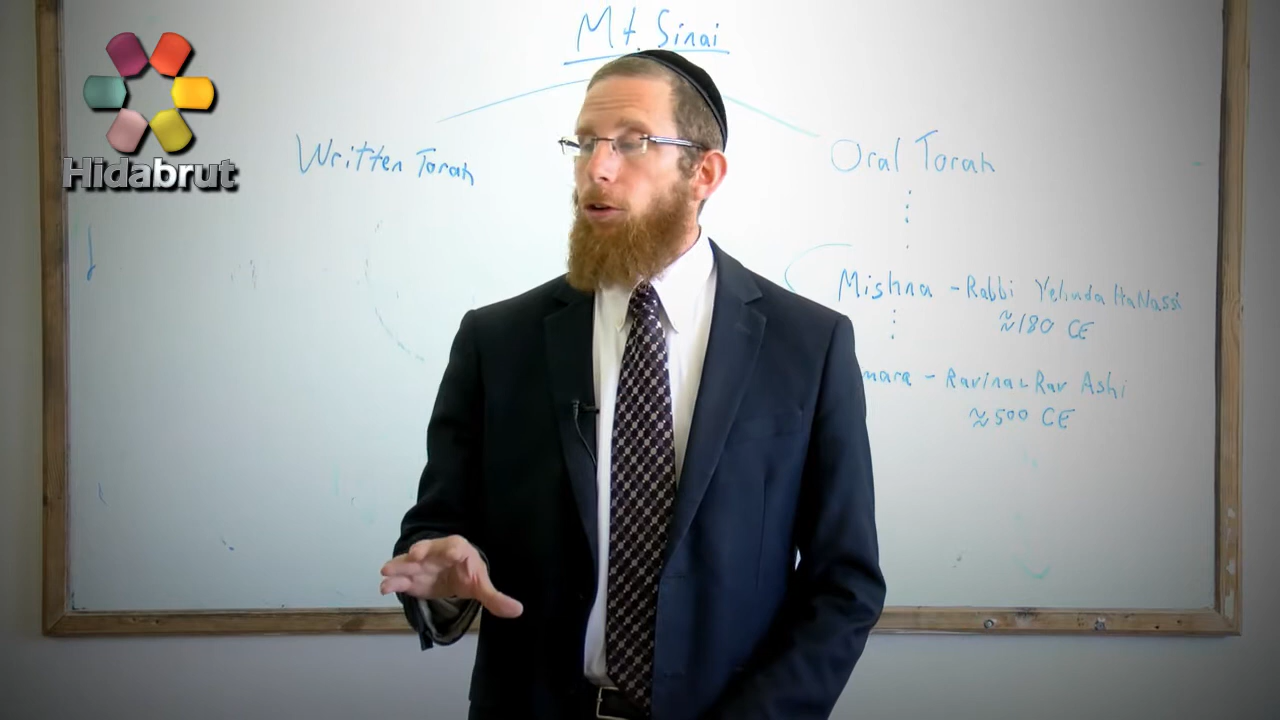 Mt. Sinai
Hidabrut
Written Torah
Oral Torah
Mishna - Rabbi Yehuda HaNassi
≈180 CE
mara - Ravina & Rav Ashi
≈500 CE